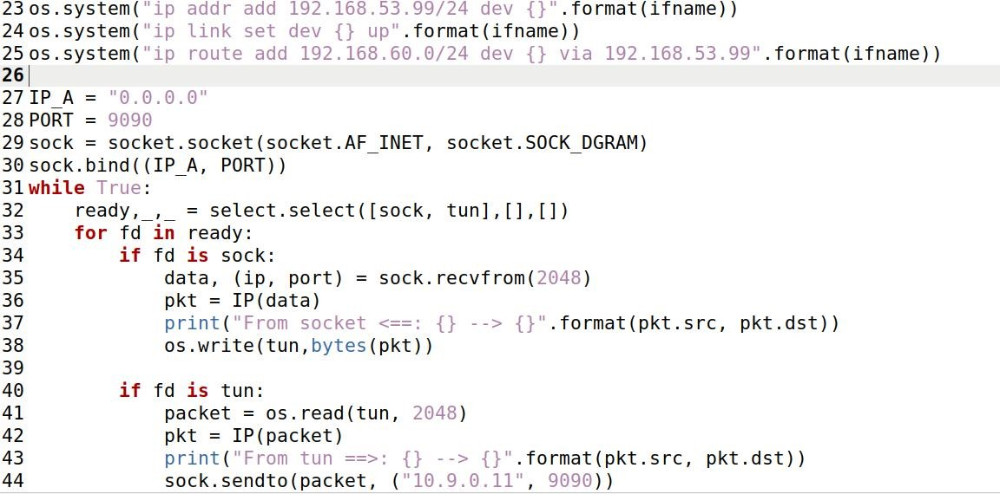 23 os.system("ip addr add 192.168.53.99/24 dev {}".format(ifname))
24 os.system("ip link set dev {} up".format(ifname))
25 os.system("ip route add 192.168.60.0/24 dev {} via 192.168.53.99".format(ifname))
26
27 IP_A = "0.0.0.0"
28 PORT = 9090
29 sock = socket.socket(socket.AF_INET, socket.SOCK_DGRAM)
30 sock.bind((IP_A, PORT))
31 while True:
32     ready,_,_ = select.select([sock, tun],[],[])
33     for fd in ready:
34         if fd is sock:
35             data, (ip, port) = sock.recvfrom(2048)
36             pkt = IP(data)
37             print("From socket <==: {} --> {}".format(pkt.src, pkt.dst))
38             os.write(tun,bytes(pkt))
39
40         if fd is tun:
41             packet = os.read(tun, 2048)
42             pkt = IP(packet)
43             print("From tun ==>: {} --> {}".format(pkt.src, pkt.dst))
44             sock.sendto(packet, ("10.9.0.11", 9090))